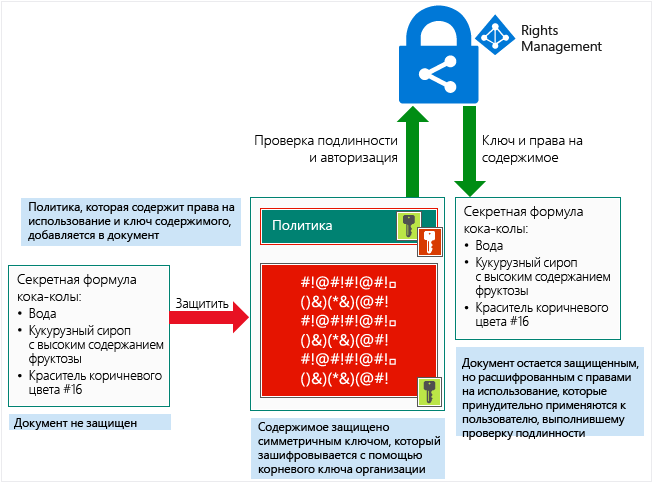 Rights
Management
Проверка подлинности
и авторизация
Ключ и права на
содержимое
Политика, которая содержит права на
использование и ключ содержимого,
добавляется в документ
Политика
Секретная формула
кока-колы:
• Вода
• Кукурузный сироп
с высоким содержанием
фруктозы
• Краситель коричневого
цвета #16
Защитить
#!@#!#!@#!□
()&)(*&)(@#!
#!@#!#!@#!□
()&)(*&)(@#!
#!@#!#!@#!□
()&)(*&)(@#!
Секретная формула
кока-колы:
• Вода
• Кукурузный сироп
с высоким содержанием
фруктозы
• Краситель коричневого
цвета #16
Документ не защищен
Содержимое защищено
симметричным ключом, который
зашифровывается с помощью
корневого ключа организации
Документ остается защищенным,
но расшифрованным с правами
на использование, которые
принудительно применяются к
пользователю, выполнившему
проверку подлинности